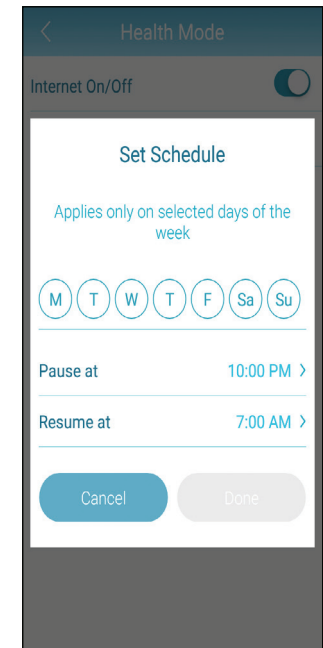 Health Mode
Internet On/Off
Set Schedule
Applies only on selected days of the
week
M T W T F Sa Su
Pause at 10:00 PM >
Resume at 7:00 AM >
Cancel Done